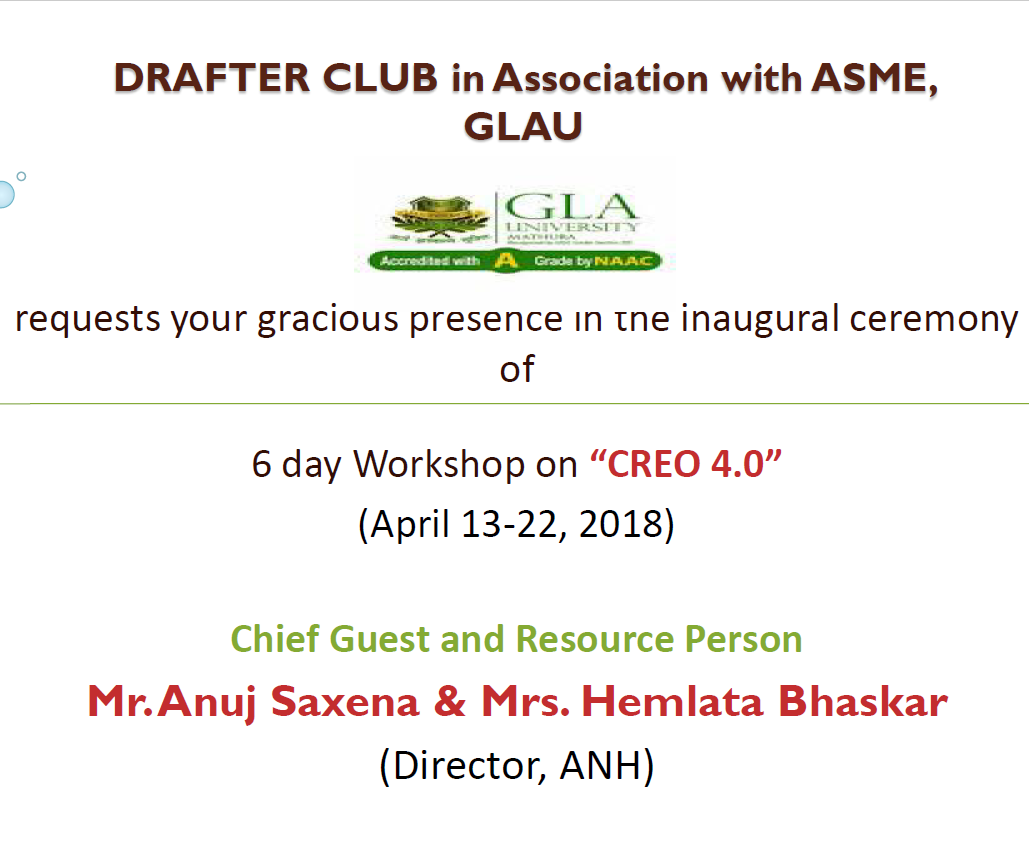 DRAFTER CLUB in Association with ASME,
GLAU
GLA
UNIVERSITY
MATHURA
Accredited with A Grade by NAAC
requests your gracious presence in the inaugural ceremony
of
6 day Workshop on “CREO 4.0”
(April 13-22, 2018)
Chief Guest and Resource Person
Mr. Anuj Saxena & Mrs. Hemlata Bhaskar
(Director, ANH)